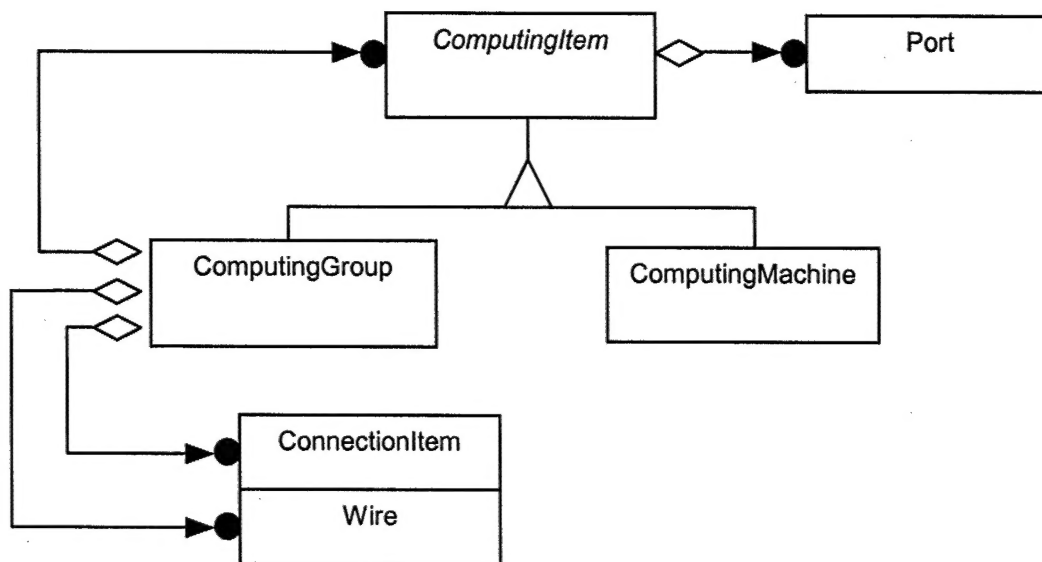 ComputingItem
Port
ComputingGroup
ComputingMachine
ConnectionItem
Wire